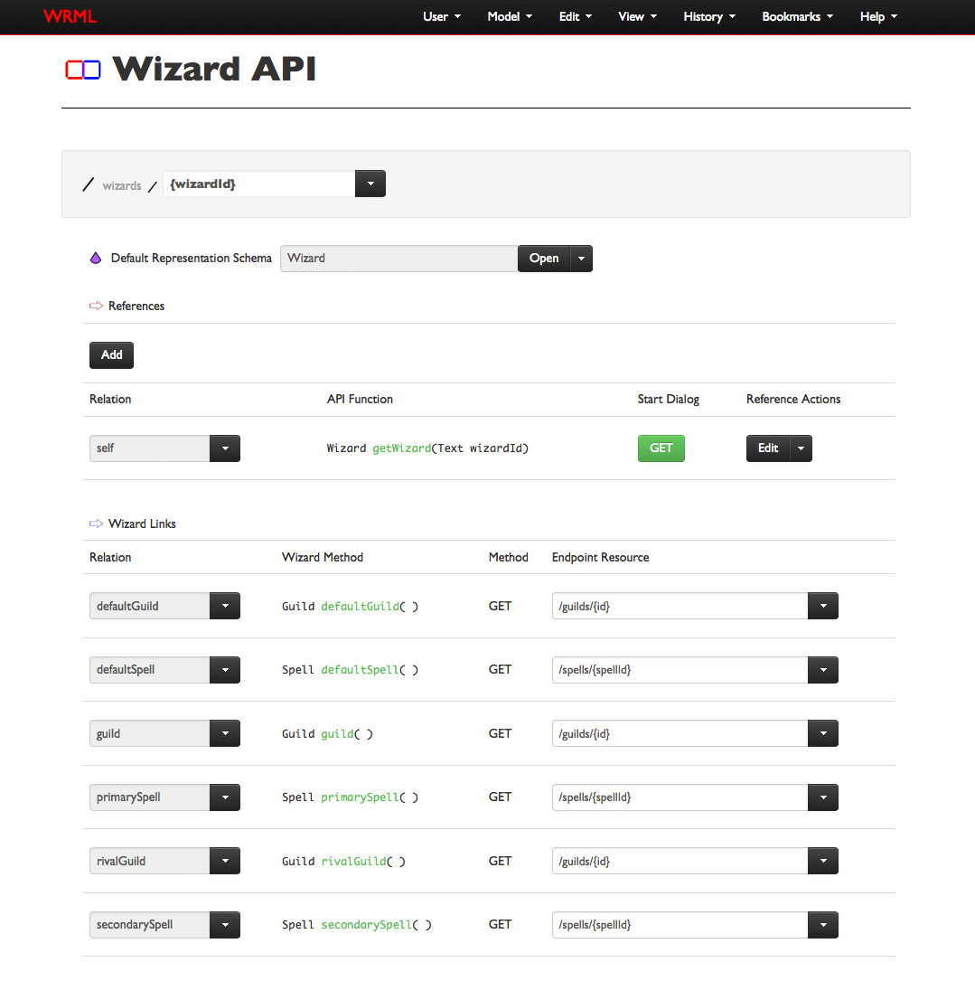 WRML User Model Edit View History Bookmarks Help
Wizard API
/ wizards / {wizardId}
Default Representation Schema Wizard Open
References
Add
Relation API Function Start Dialog Reference Actions
self Wizard getWizard(Text wizardId) GET Edit
Wizard Links
Relation Wizard Method Method Endpoint Resource
defaultGuild Guild defaultGuild( ) GET /guilds/{id}
defaultSpell Spell defaultSpell( ) GET /spells/{spellId}
guild Guild guild( ) GET /guilds/{id}
primarySpell Spell primarySpell( ) GET /spells/{spellId}
rivalGuild Guild rivalGuild( ) GET /guilds/{id}
secondarySpell Spell secondarySpell( ) GET /spells/{spellId}